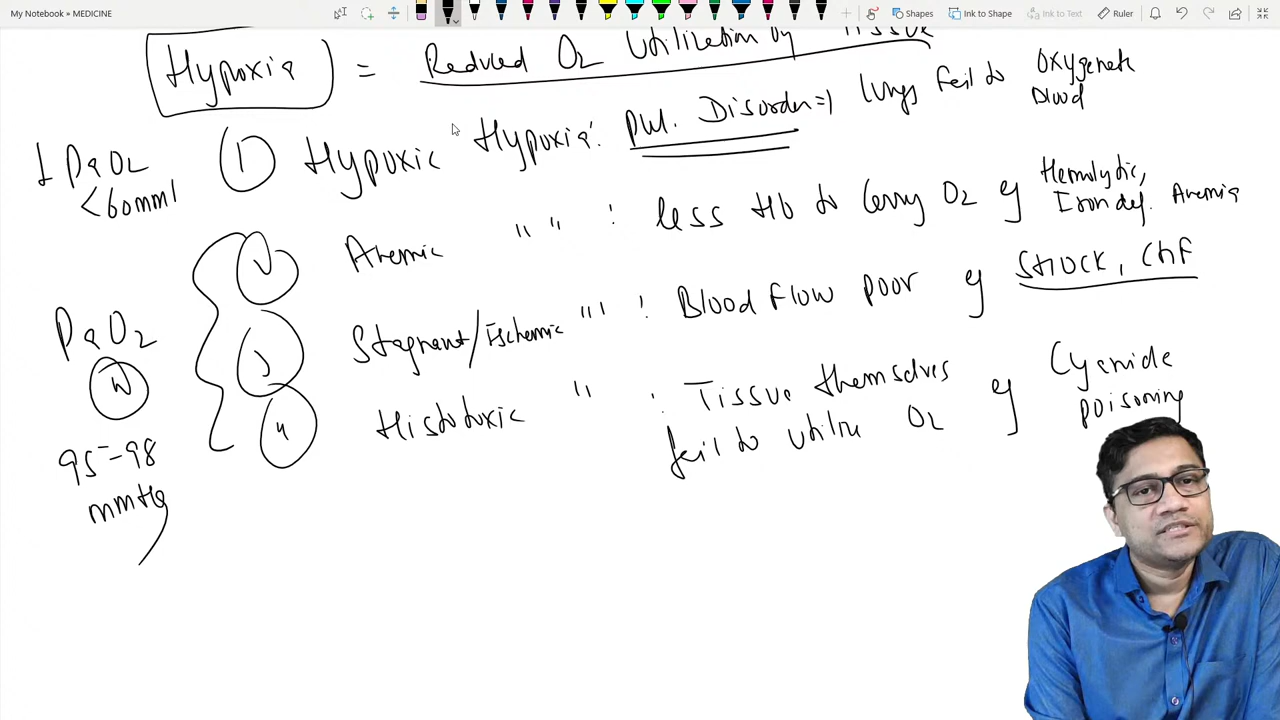 My Notebook » MEDICINE
Shapes Ink to Shape Ink to Text Ruler
Hypoxia = Reduced O2 Utilization by Tissue
↓ PaO2 <60mm
1 Hypoxic Hypoxia: Pul. Disorder => lungs fail to oxygenate Blood
Anemic " " : less Hb to carry O2 eg Hemolytic, Iron def. Anemia
3 Stagnant/Ischemic " " : Blood flow poor eg Shock, CHF
4 Histotoxic " : Tissue themselves fail to utilize O2 eg Cyanide poisoning
PaO2
N
95-98
mmHg